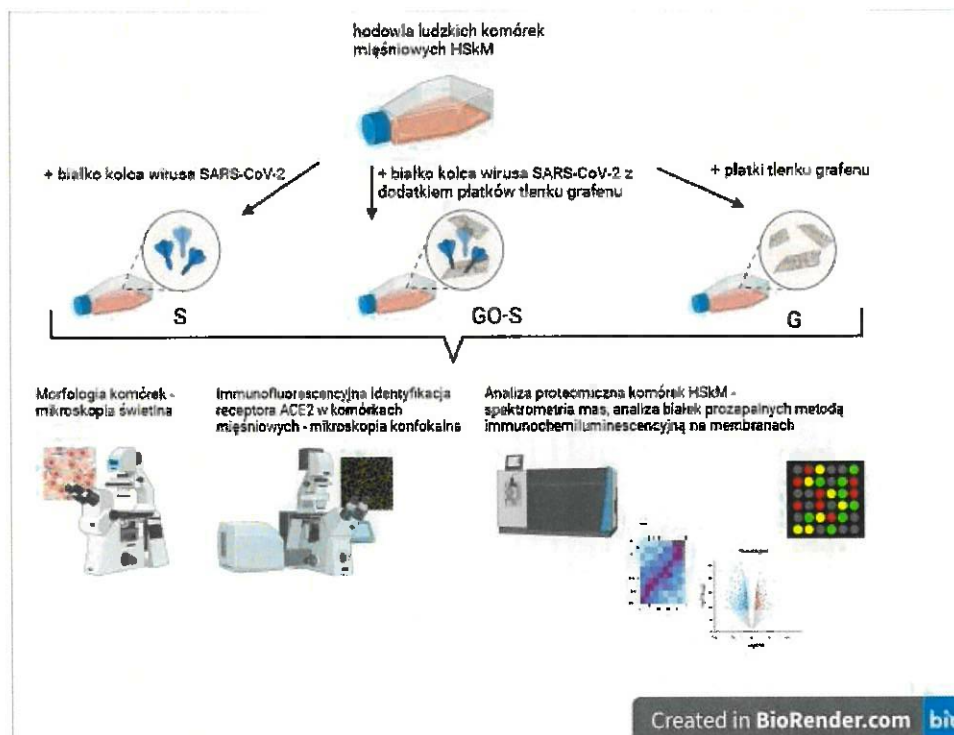 hodowla ludzkich komórek
mięśniowych HSkM
+ białko kolca wirusa SARS-CoV-2
+ białko kolca wirusa SARS-CoV-2 z
dodatkiem płatków tlenku grafenu
+ płatki tlenku grafenu
S
GO-S
G
Morfologia komórek -
mikroskopia świetlna
Immunofluorescencyjna identyfikacja
receptora ACE2 w komórkach
mięśniowych - mikroskopia konfokalna
Analiza proteomiczna komórek HSkM -
spektrometria mas, analiza białek prozapalnych metodą
immunochemiluminescencyjną na membranach
Created in BioRender.com